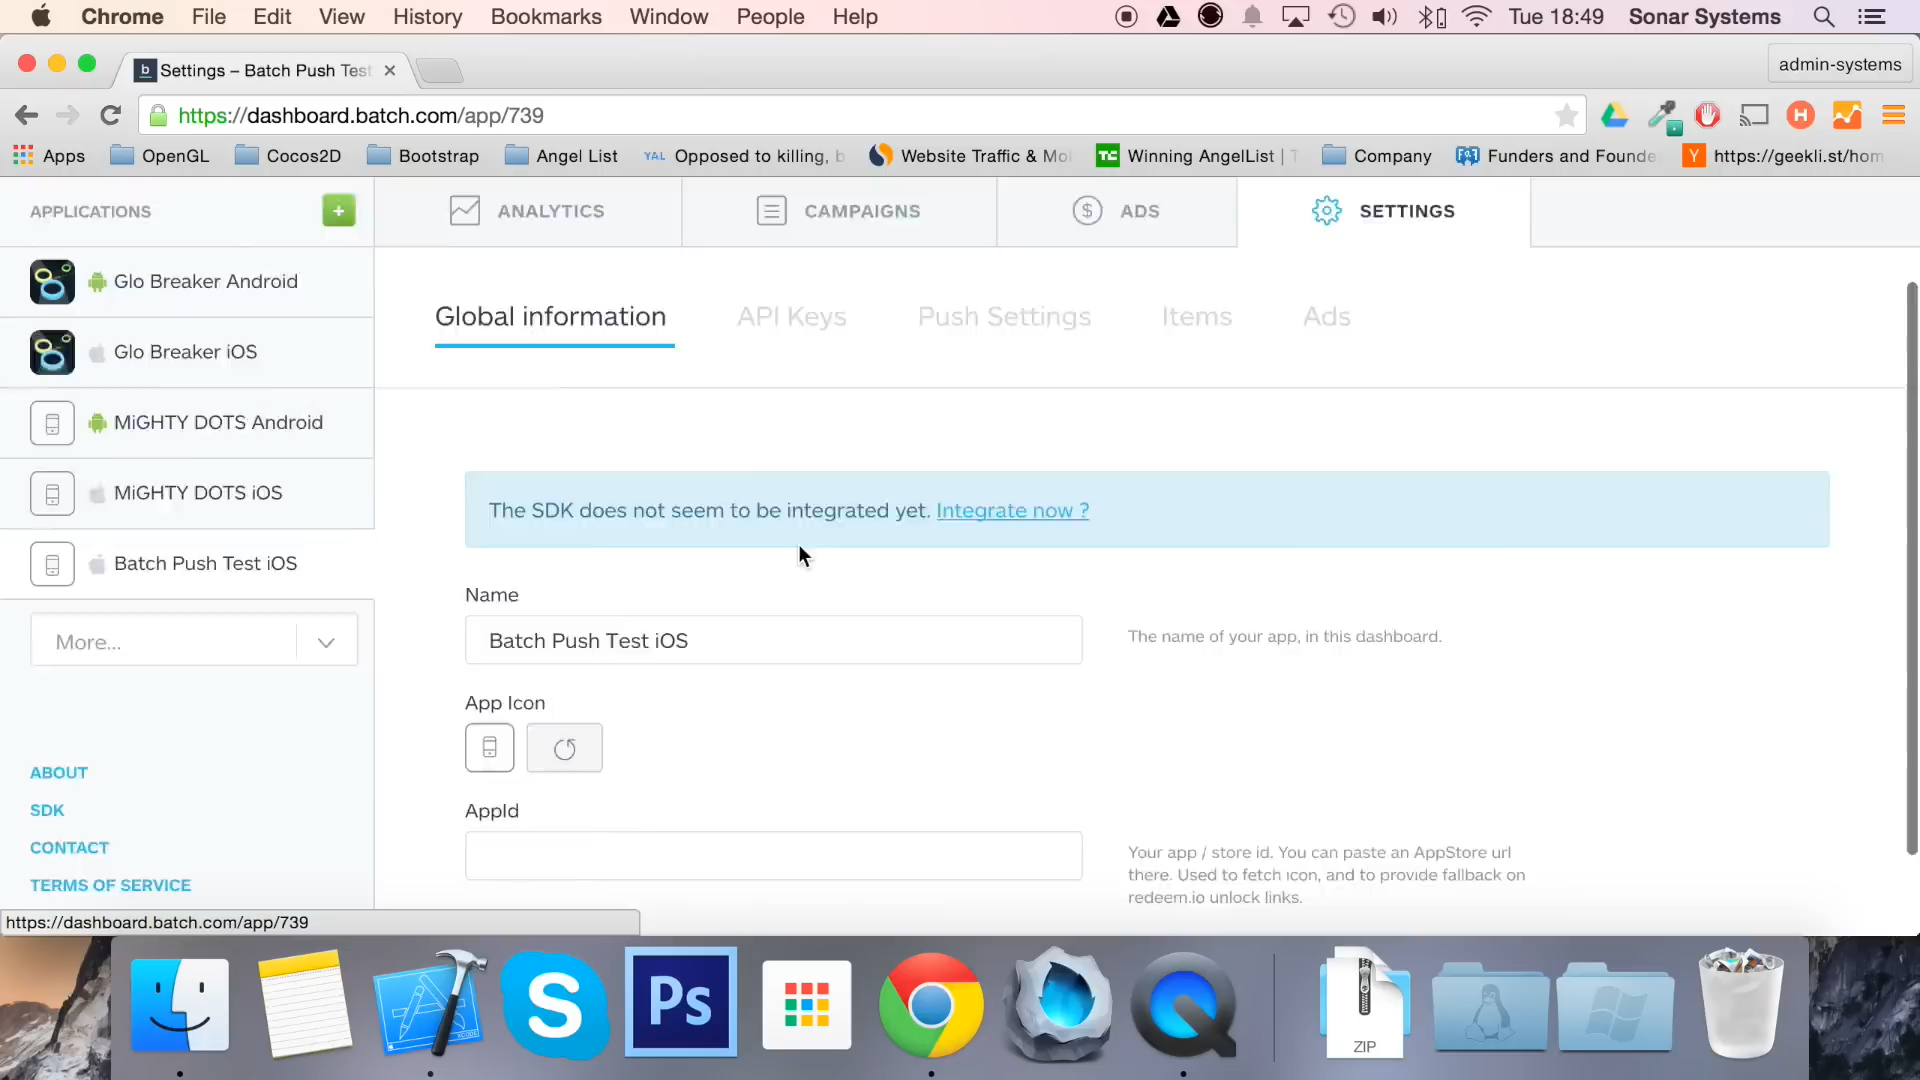 Chrome File Edit View History Bookmarks Window People Help Tue 18:49 Sonar Systems
b Settings – Batch Push Test admin-systems
https://dashboard.batch.com/app/739
Apps OpenGL Cocos2D Bootstrap Angel List YAL Opposed to killing, b Website Traffic & Mo TC Winning AngelList | T Company Funders and Founde Y https://geekli.st/hom
APPLICATIONS + ANALYTICS CAMPAIGNS $ ADS SETTINGS
Glo Breaker Android
Global information API Keys Push Settings Items Ads
Glo Breaker iOS
MiGHTY DOTS Android
MiGHTY DOTS iOS
The SDK does not seem to be integrated yet. Integrate now ?
Batch Push Test iOS
Name
More...
Batch Push Test iOS
The name of your app, in this dashboard.
App Icon
ABOUT
SDK
AppId
CONTACT
Your app / store id. You can paste an AppStore url
there. Used to fetch icon, and to provide fallback on
redeem.io unlock links.
TERMS OF SERVICE
https://dashboard.batch.com/app/739
S Ps ZIP